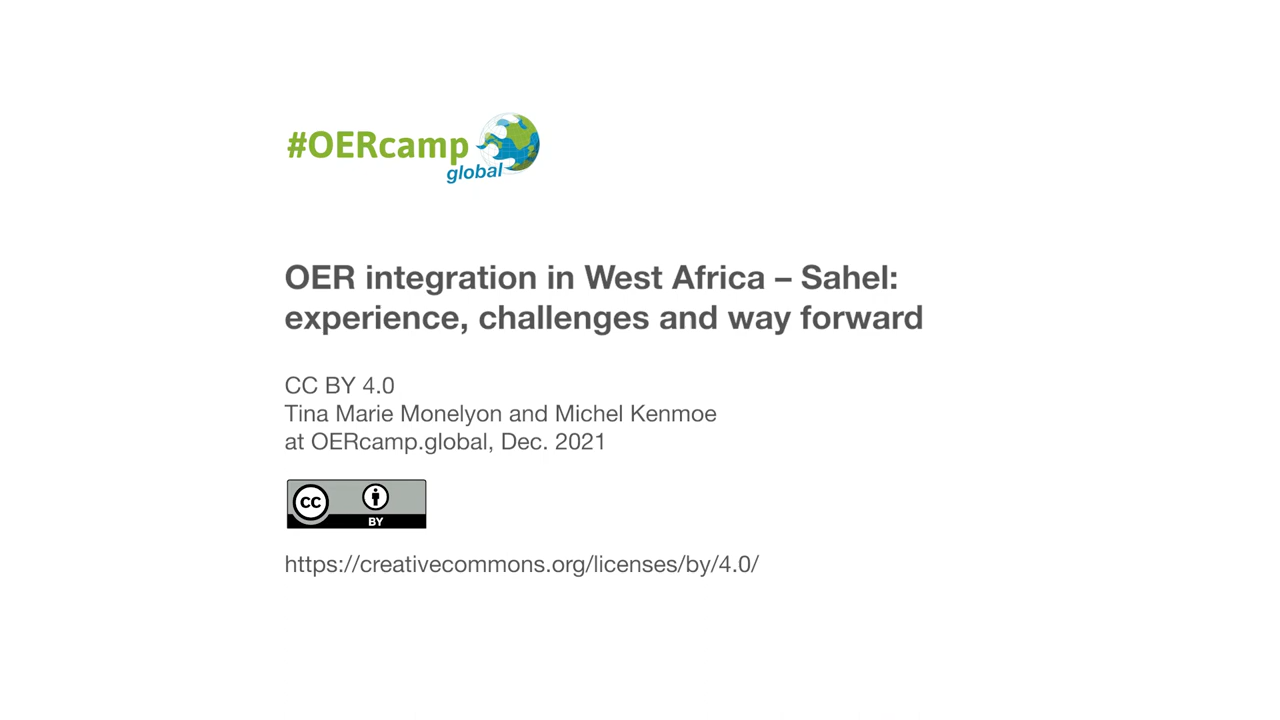 #OERcamp
global
OER integration in West Africa – Sahel:
experience, challenges and way forward
CC BY 4.0
Tina Marie Monelyon and Michel Kenmoe
at OERcamp.global, Dec. 2021
cc
BY
https://creativecommons.org/licenses/by/4.0/